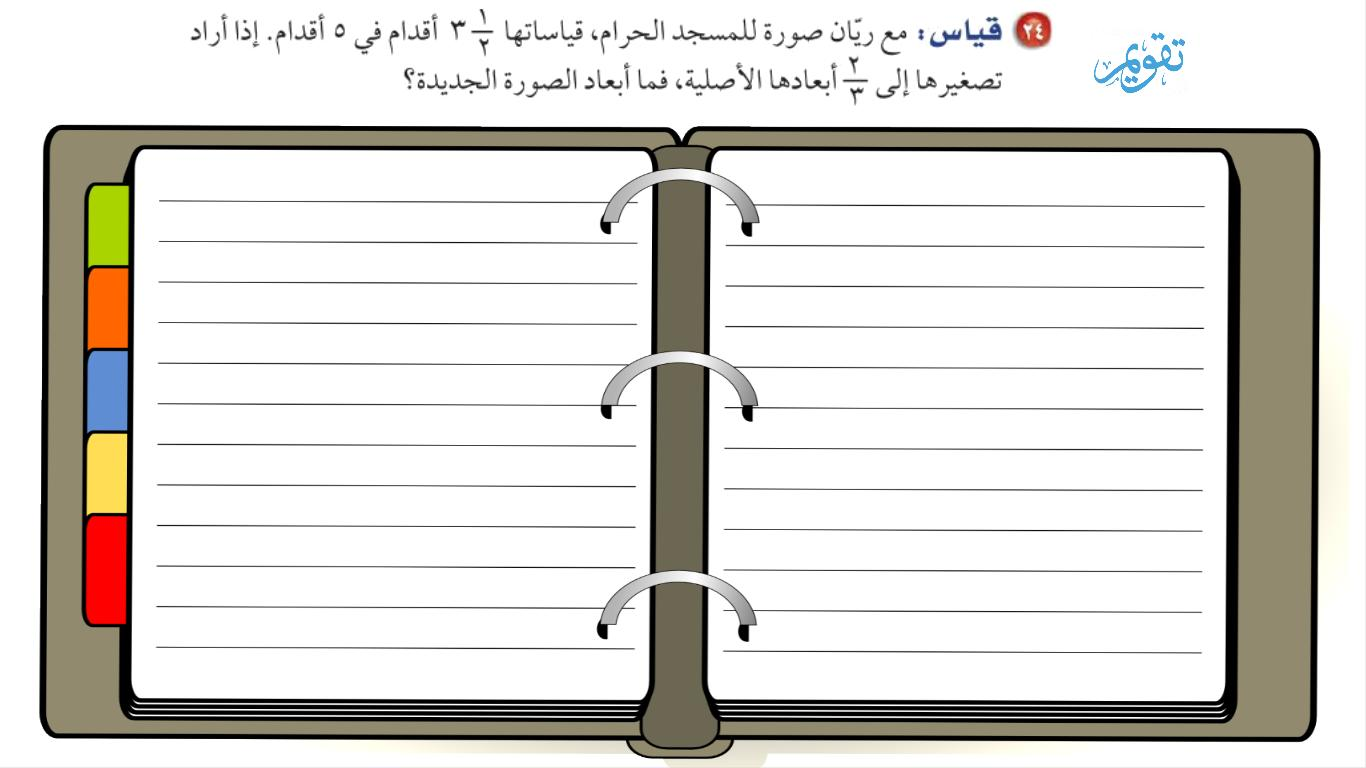 تقويم
٢٤ قياس: مع ريّان صورة للمسجد الحرام، قياساتها ٣ ١/٢ أقدام في ٥ أقدام. إذا أراد
تصغيرها إلى ٢/٣ أبعادها الأصلية، فما أبعاد الصورة الجديدة؟